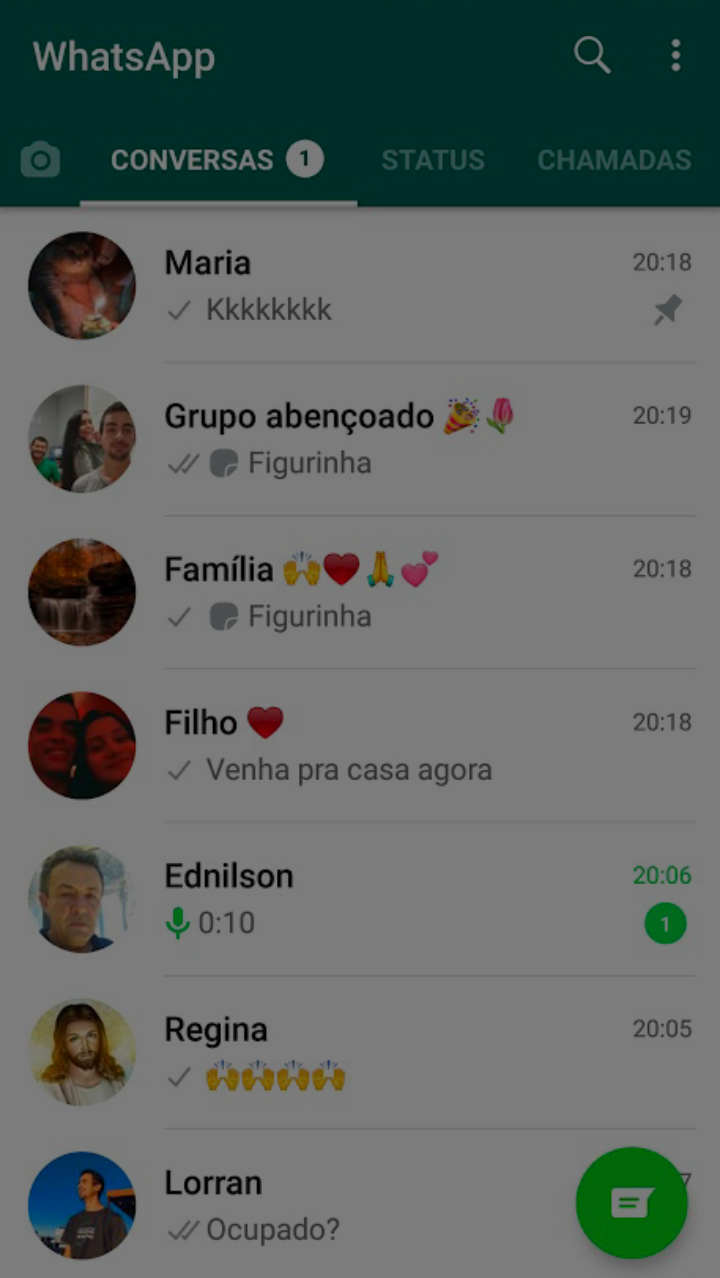 WhatsApp
CONVERSAS 1 STATUS CHAMADAS
Maria 20:18
Kkkkkkkk
Grupo abençoado 🎉🌷 20:19
Figurinha
Família 🙌❤️🙏💕 20:18
Figurinha
Filho ❤️ 20:18
Venha pra casa agora
Ednilson 20:06
0:10 1
Regina 20:05
🙌🙌🙌🙌
Lorran
Ocupado?